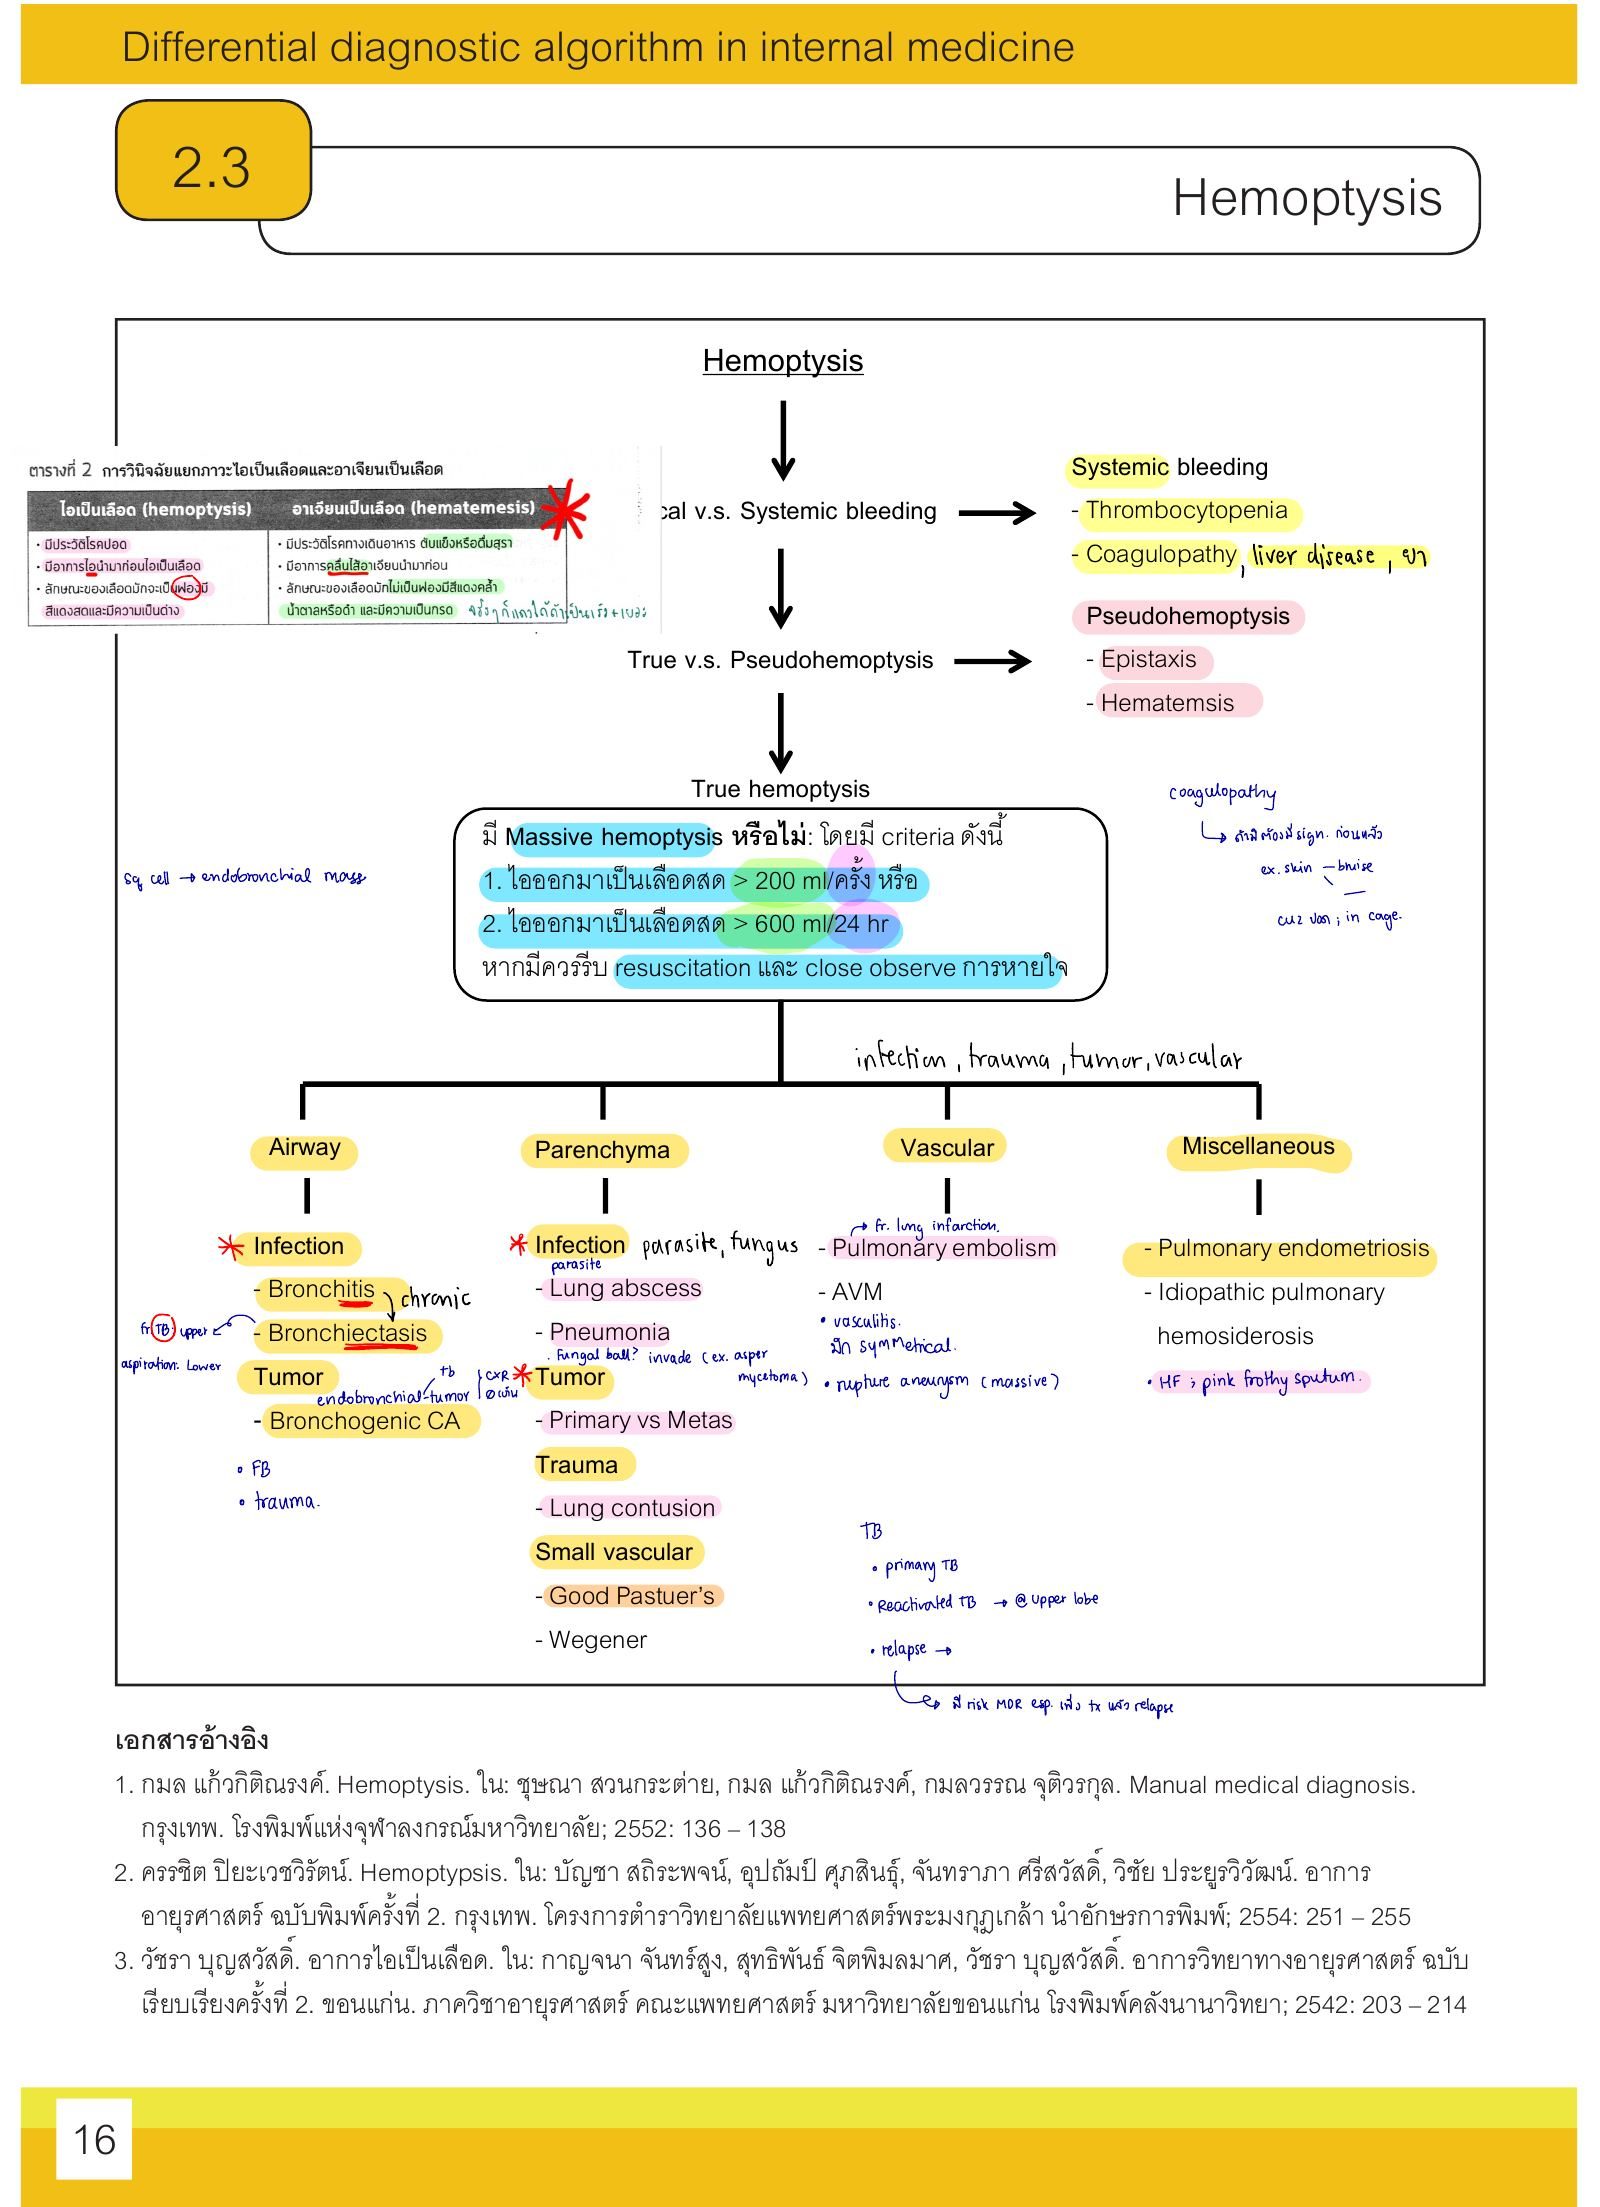 Differential diagnostic algorithm in internal medicine
2.3
Hemoptysis
Hemoptysis
ตารางที่ 2 การวินิจฉัยแยกภาวะไอเป็นเลือดและอาเจียนเป็นเลือด
ไอเป็นเลือด (hemoptysis)
อาเจียนเป็นเลือด (hematemesis)
• มีประวัติโรคปอด
• มีอาการไอนำมาก่อนไอเป็นเลือด
• ลักษณะของเลือดมักจะเป็นฟองมี
สีแดงสดและมีความเป็นด่าง
• มีประวัติโรคทางเดินอาหาร ตับแข็งหรือดื่มสุรา
• มีอาการคลื่นไส้อาเจียนนำมาก่อน
• ลักษณะของเลือดมักไม่เป็นฟองมีสีแดงคล้ำ
น้ำตาลหรือดำ และมีความเป็นกรด
cal v.s. Systemic bleeding
Systemic bleeding
- Thrombocytopenia
- Coagulopathy, liver disease, ยา
True v.s. Pseudohemoptysis
Pseudohemoptysis
- Epistaxis
- Hematemsis
True hemoptysis
มี Massive hemoptysis หรือไม่: โดยมี criteria ดังนี้
1. ไอออกมาเป็นเลือดสด > 200 ml/ครั้ง หรือ
2. ไอออกมาเป็นเลือดสด > 600 ml/24 hr
หากมีควรรีบ resuscitation และ close observe การหายใจ
sq cell → endobronchial mass
coagulopathy
ถ้ามีต้องมี sign. ก่อนแล้ว
ex. skin — bruise
in cage.
infection, trauma, tumor, vascular
Airway
Infection
- Bronchitis
chronic
- Bronchiectasis
fr. TB: upper
aspiration. Lower
Tumor
tb
endobronchial-tumor
CXR
- Bronchogenic CA
• FB
• trauma.
Parenchyma
Infection parasite, fungus
parasite
- Lung abscess
- Pneumonia
. Fungal ball? invade (ex. asper
mycetoma)
Tumor
- Primary vs Metas
Trauma
- Lung contusion
Small vascular
- Good Pastuer’s
- Wegener
Vascular
→ fr. lung infarction.
- Pulmonary embolism
- AVM
• vasculitis.
มัก symmetrical.
• rupture aneurysm (massive)
Miscellaneous
- Pulmonary endometriosis
- Idiopathic pulmonary
hemosiderosis
• HF ; pink frothy sputum.
TB
• primary TB
• Reactivated TB → @ upper lobe
• relapse →
มี risk MDR esp. เพิ่ง tx แล้ว relapse
เอกสารอ้างอิง
1. กมล แก้วกิติณรงค์. Hemoptysis. ใน: ชุษณา สวนกระต่าย, กมล แก้วกิติณรงค์, กมลวรรณ จุติวรกุล. Manual medical diagnosis.
กรุงเทพ. โรงพิมพ์แห่งจุฬาลงกรณ์มหาวิทยาลัย; 2552: 136 – 138
2. ครรชิต ปิยะเวชวิรัตน์. Hemoptypsis. ใน: บัญชา สถิระพจน์, อุปถัมป์ ศุภสินธุ์, จันทราภา ศรีสวัสดิ์, วิชัย ประยูรวิวัฒน์. อาการ
อายุรศาสตร์ ฉบับพิมพ์ครั้งที่ 2. กรุงเทพ. โครงการตำราวิทยาลัยแพทยศาสตร์พระมงกุฎเกล้า นำอักษรการพิมพ์; 2554: 251 – 255
3. วัชรา บุญสวัสดิ์. อาการไอเป็นเลือด. ใน: กาญจนา จันทร์สูง, สุทธิพันธ์ จิตพิมลมาศ, วัชรา บุญสวัสดิ์. อาการวิทยาทางอายุรศาสตร์ ฉบับ
เรียบเรียงครั้งที่ 2. ขอนแก่น. ภาควิชาอายุรศาสตร์ คณะแพทยศาสตร์ มหาวิทยาลัยขอนแก่น โรงพิมพ์คลังนานาวิทยา; 2542: 203 – 214
16